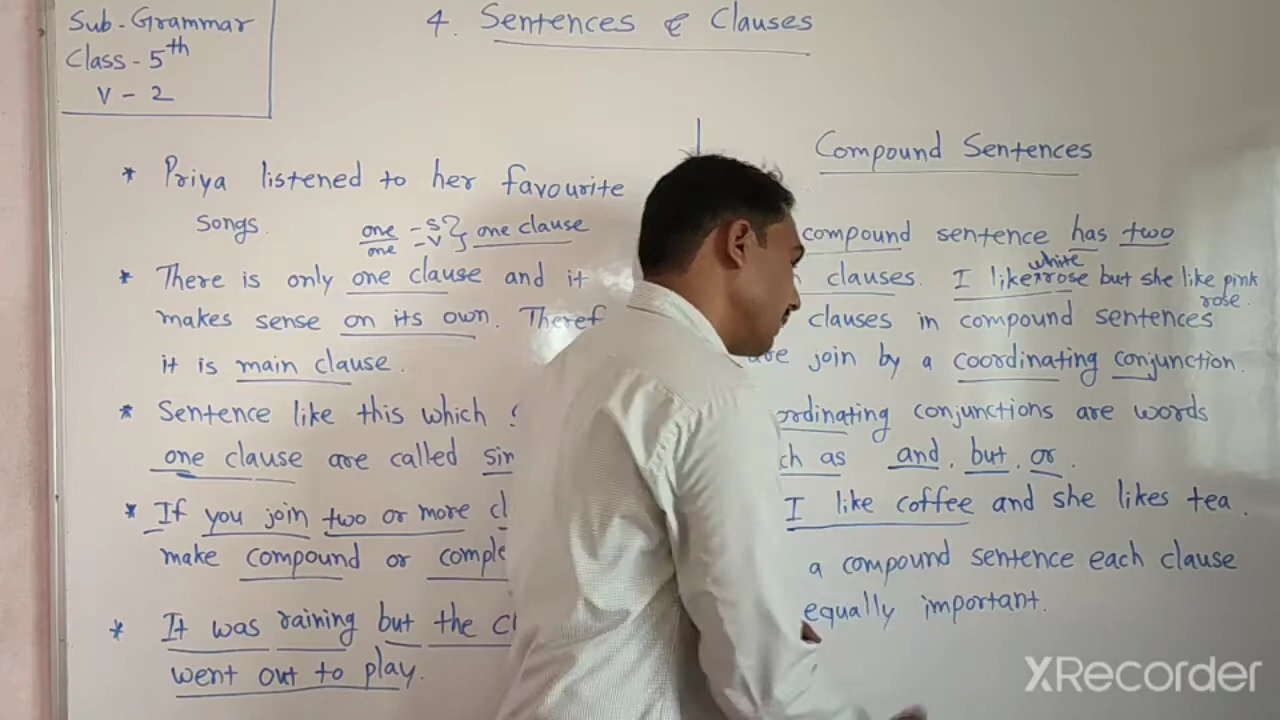 Sub - Grammar
Class - 5th
V - 2
4. Sentences & Clauses
* Priya listened to her favourite
songs. one - S } one clause
one - V
* There is only one clause and it
makes sense on its own. Theref
it is main clause.
* Sentence like this which
one clause are called sim
* If you join two or more cl
make compound or comple
* It was raining but the c
went out to play.
Compound Sentences
compound sentence has two
white
clauses. I like rose but she like pink
rose.
clauses in compound sentences
are join by a coordinating conjunction.
ordinating conjunctions are words
ch as and, but, or.
I like coffee and she likes tea.
a compound sentence each clause
equally important.
XRecorder